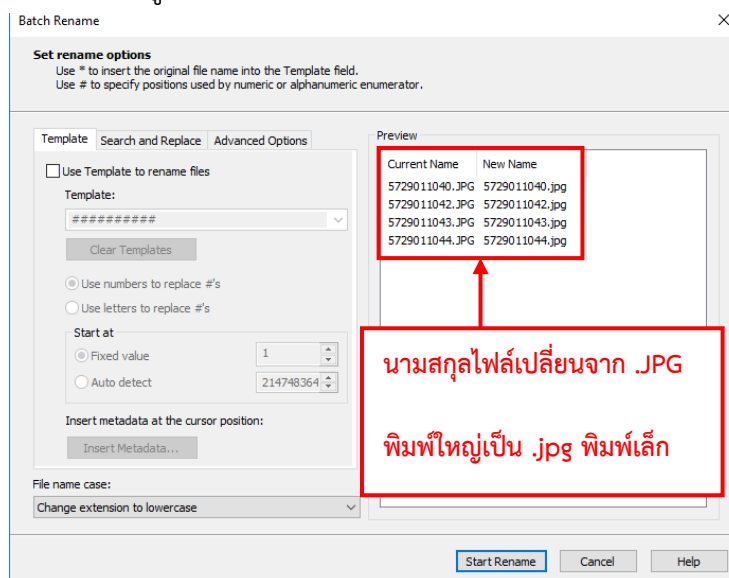 Batch Rename
Set rename options
Use * to insert the original file name into the Template field.
Use # to specify positions used by numeric or alphanumeric enumerator.
Template Search and Replace Advanced Options
Use Template to rename files
Template:
##########
Clear Templates
Use numbers to replace #'s
Use letters to replace #'s
Start at
Fixed value 1
Auto detect 214748364
Insert metadata at the cursor position:
Insert Metadata...
File name case:
Change extension to lowercase
Preview
Current Name New Name
5729011040.JPG 5729011040.jpg
5729011042.JPG 5729011042.jpg
5729011043.JPG 5729011043.jpg
5729011044.JPG 5729011044.jpg
นามสกุลไฟล์เปลี่ยนจาก .JPG
พิมพ์ใหญ่เป็น .jpg พิมพ์เล็ก
Start Rename Cancel Help